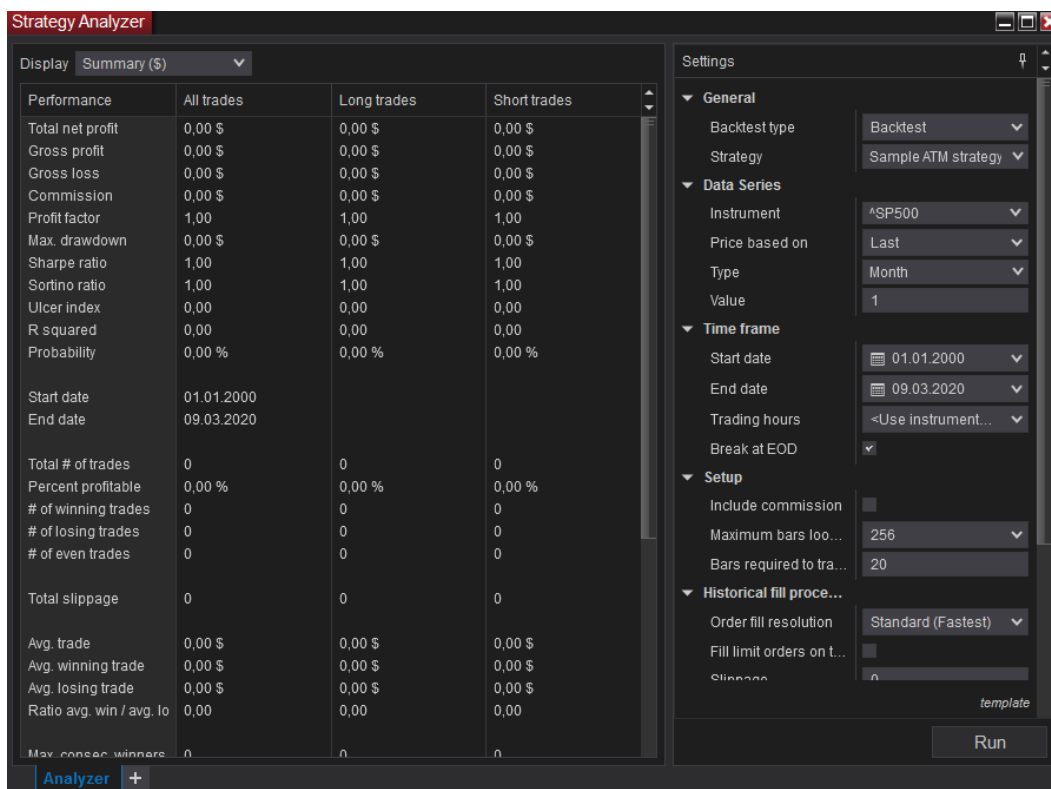 Strategy Analyzer
Display Summary ($)
Performance All trades Long trades Short trades
Total net profit 0,00 $ 0,00 $ 0,00 $
Gross profit 0,00 $ 0,00 $ 0,00 $
Gross loss 0,00 $ 0,00 $ 0,00 $
Commission 0,00 $ 0,00 $ 0,00 $
Profit factor 1,00 1,00 1,00
Max. drawdown 0,00 $ 0,00 $ 0,00 $
Sharpe ratio 1,00 1,00 1,00
Sortino ratio 1,00 1,00 1,00
Ulcer index 0,00 0,00 0,00
R squared 0,00 0,00 0,00
Probability 0,00 % 0,00 % 0,00 %
Start date 01.01.2000
End date 09.03.2020
Total # of trades 0 0 0
Percent profitable 0,00 % 0,00 % 0,00 %
# of winning trades 0 0 0
# of losing trades 0 0 0
# of even trades 0 0 0
Total slippage 0 0 0
Avg. trade 0,00 $ 0,00 $ 0,00 $
Avg. winning trade 0,00 $ 0,00 $ 0,00 $
Avg. losing trade 0,00 $ 0,00 $ 0,00 $
Ratio avg. win / avg. lo 0,00 0,00 0,00
Max. consec. winners 0 0 0
Analyzer +
Settings
General
Backtest type Backtest
Strategy Sample ATM strategy
Data Series
Instrument ^SP500
Price based on Last
Type Month
Value 1
Time frame
Start date 01.01.2000
End date 09.03.2020
Trading hours <Use instrument...
Break at EOD
Setup
Include commission
Maximum bars loo... 256
Bars required to tra... 20
Historical fill proce...
Order fill resolution Standard (Fastest)
Fill limit orders on t...
Slippage 0
template
Run